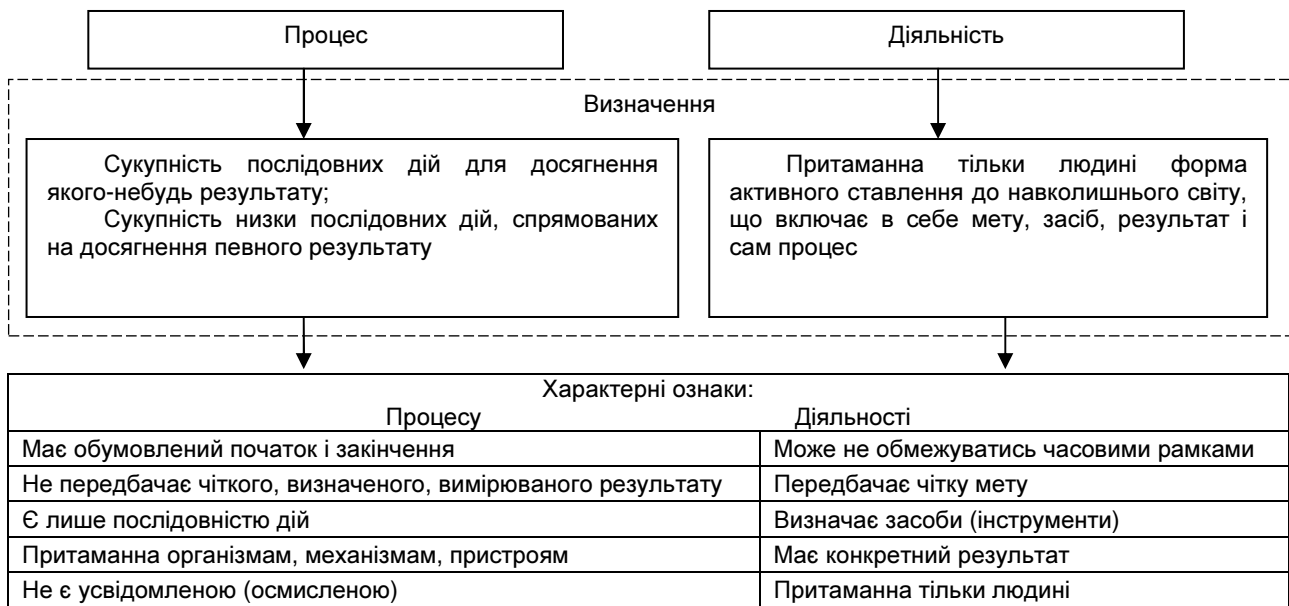 Процес
Діяльність
Визначення
Сукупність послідовних дій для досягнення
якого-небудь результату;
Сукупність низки послідовних дій, спрямованих
на досягнення певного результату
Притаманна тільки людині форма
активного ставлення до навколишнього світу,
що включає в себе мету, засіб, результат і
сам процес
Характерні ознаки:
Процесу Діяльності
Має обумовлений початок і закінчення Може не обмежуватись часовими рамками
Не передбачає чіткого, визначеного, вимірюваного результату Передбачає чітку мету
Є лише послідовністю дій Визначає засоби (інструменти)
Притаманна організмам, механізмам, пристроям Має конкретний результат
Не є усвідомленою (осмисленою) Притаманна тільки людині